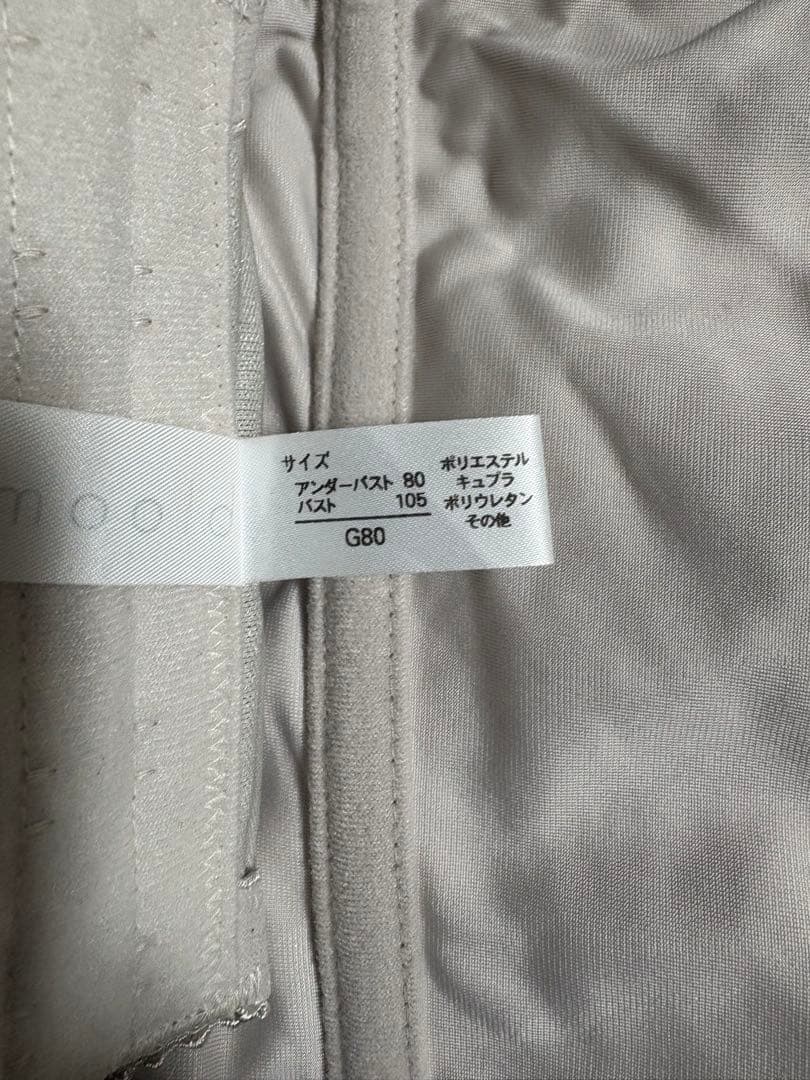 サイズ
アンダーバスト 80
バスト 105
G80
ポリエステル
キュプラ
ポリウレタン
その他